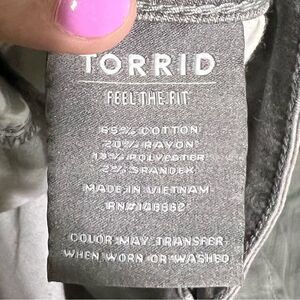 TORRID
FEEL THE FIT
65% COTTON
20% RAYON
13% POLYESTER
2% SPANDEX
MADE IN VIETNAM
COLOR MAY TRANSFER
WHEN WORN OR WASHED